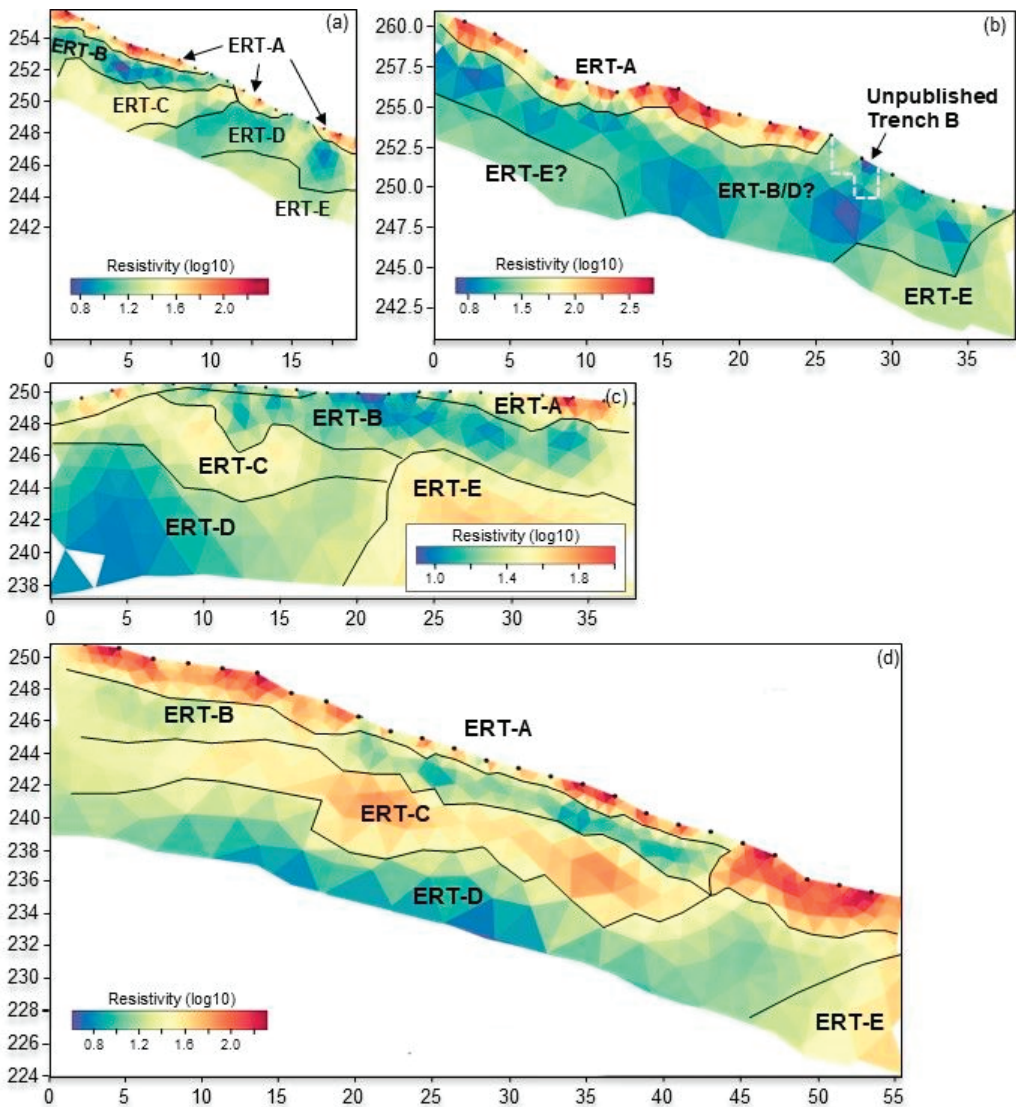 (a)
254
252
250
248
246
244
242
ERT-A
ERT-B
ERT-C
ERT-D
ERT-E
Resistivity (log10)
0.8 1.2 1.6 2.0
0 5 10 15
(b)
260.0
257.5
255.0
252.5
250.0
247.5
245.0
242.5
ERT-A
Unpublished
Trench B
ERT-E?
ERT-B/D?
ERT-E
Resistivity (log10)
0.8 1.6 2.0 2.5
0 5 10 15 20 25 30 35
(c)
250
248
246
244
242
240
238
ERT-A
ERT-B
ERT-C
ERT-E
ERT-D
Resistivity (log10)
1.0 1.4 1.8
0 5 10 15 20 25 30 35
(d)
250
248
246
244
242
240
238
236
234
232
230
228
226
224
ERT-B
ERT-A
ERT-C
ERT-D
ERT-E
Resistivity (log10)
0.8 1.2 1.6 2.0
0 5 10 15 20 25 30 35 40 45 50 55